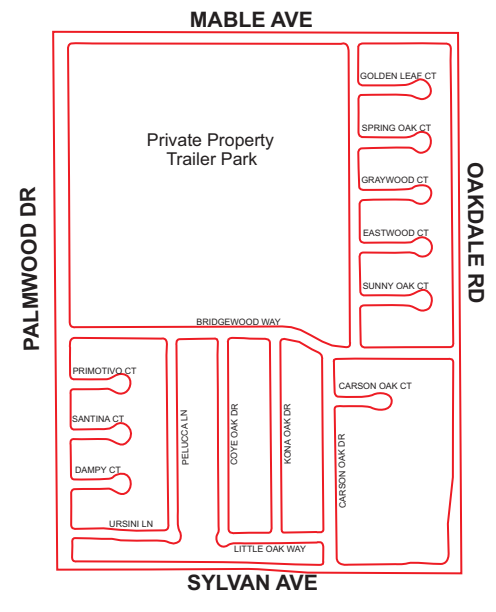 MABLE AVE
GOLDEN LEAF CT
SPRING OAK CT
Private Property
Trailer Park
GRAYWOOD CT
OAKDALE RD
EASTWOOD CT
PALMWOOD DR
SUNNY OAK CT
BRIDGEWOOD WAY
PRIMOTIVO CT
CARSON OAK CT
SANTINA CT
PELUCCA LN
COYE OAK DR
KONA OAK DR
CARSON OAK DR
DAMPY CT
URSINI LN
LITTLE OAK WAY
SYLVAN AVE